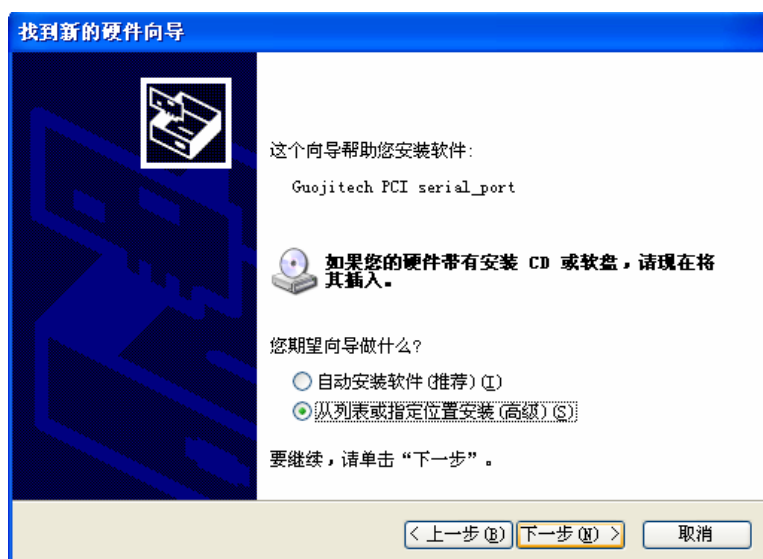 找到新的硬件向导
这个向导帮助您安装软件:
Guojitech PCI serial_port
如果您的硬件带有安装 CD 或软盘，请现在将
其插入。
您期望向导做什么?
自动安装软件(推荐)(I)
从列表或指定位置安装(高级)(S)
要继续，请单击“下一步”。
< 上一步(B)
下一步(N) >
取消